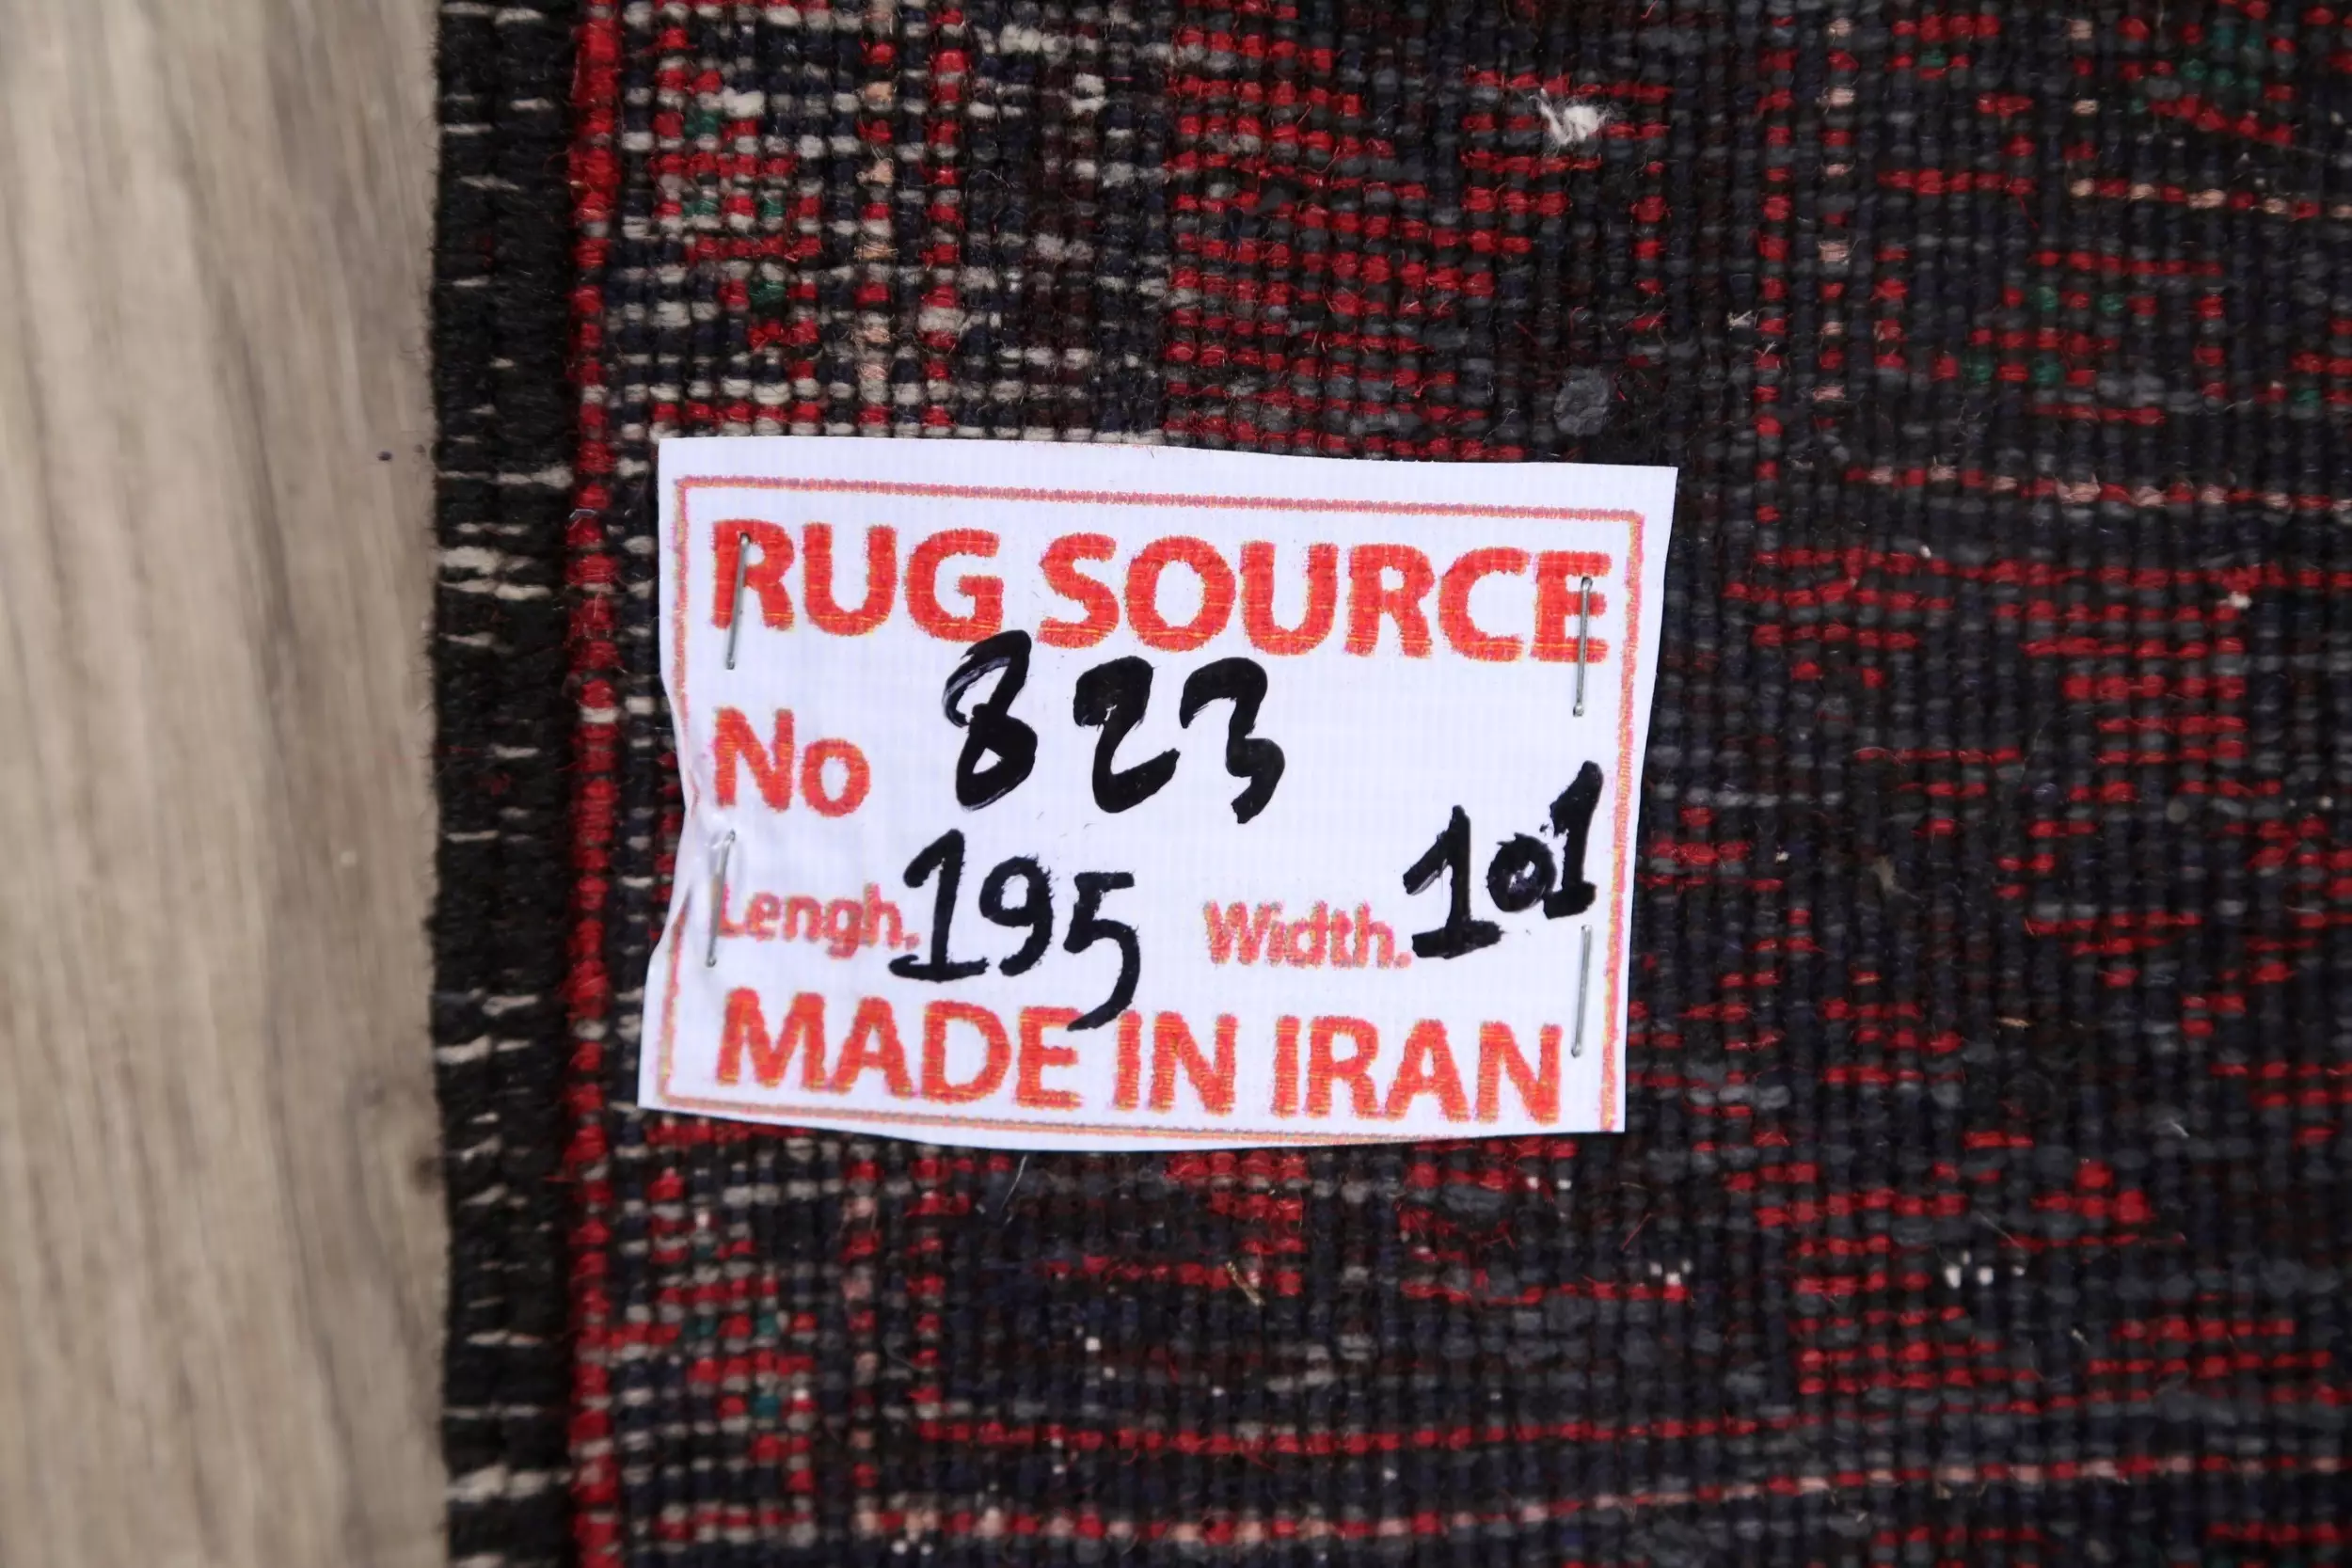 RUG SOURCE
No 823
Lengh. 195 Width. 101
MADE IN IRAN